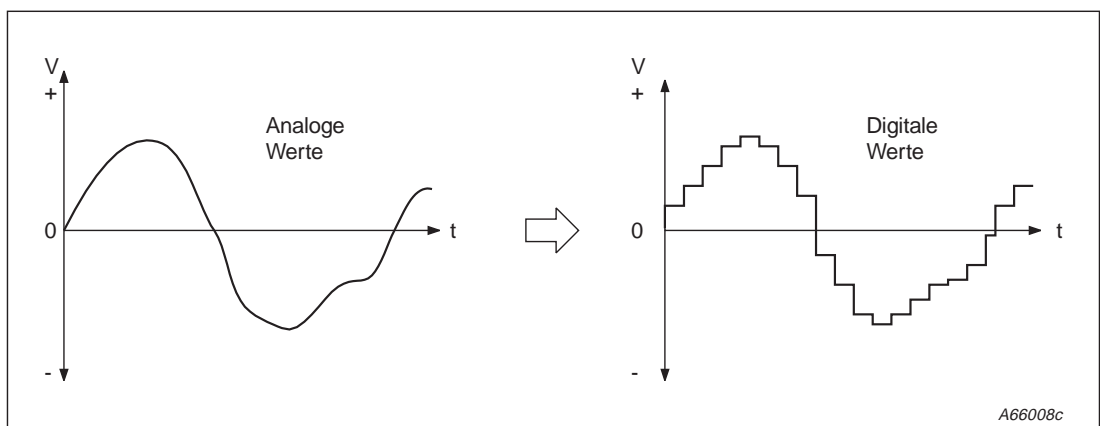 V
+
Analoge
Werte
0
t
-
V
+
Digitale
Werte
0
t
-
A66008c